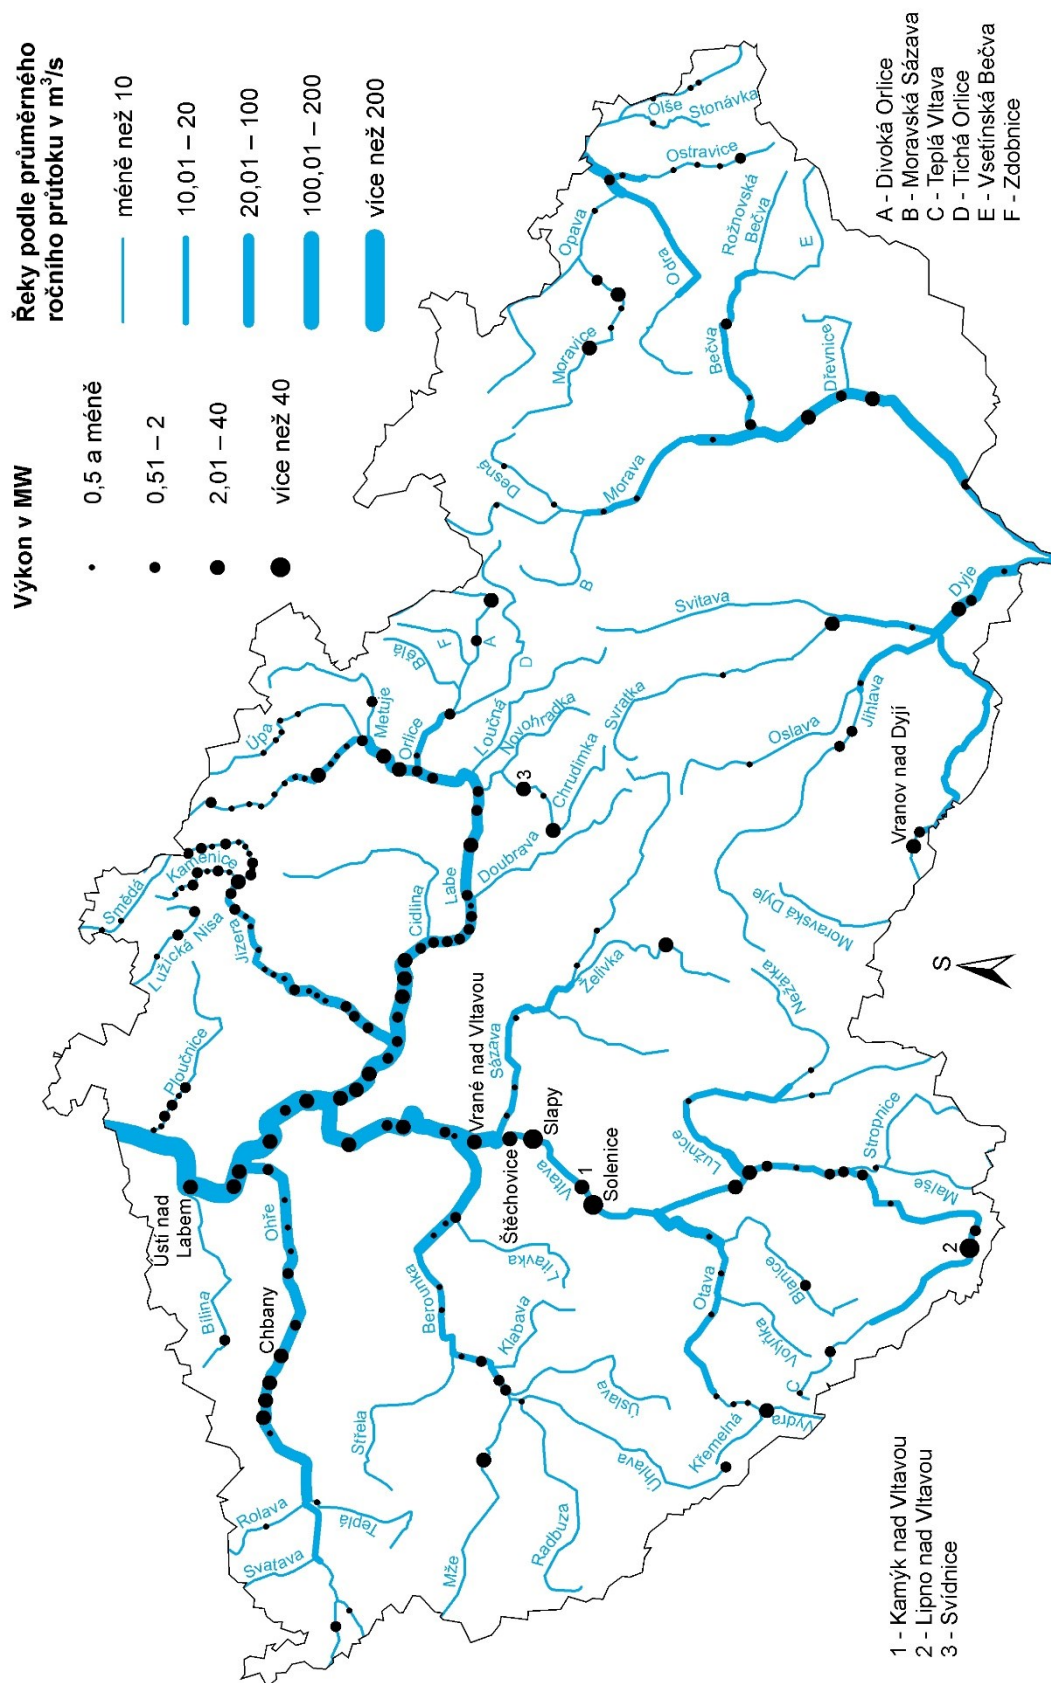 Výkon v MW
0,5 a méně
0,51 – 2
2,01 – 40
více než 40
Řeky podle průměrného
ročního průtoku v m³/s
méně než 10
10,01 – 20
20,01 – 100
100,01 – 200
více než 200
Smědá
Kamenice
Lužická Nisa
Jizera
Ploučnice
Úpa
Metuje
Bělá
F
A
D
Orlice
Loučná
Novohradka
Chrudimka
3
Doubrava
Labe
Cidlina
Ústí nad
Labem
Bílina
Ohře
Chbany
Rolava
Svatava
Teplá
Střela
Mže
Radbuza
Úhlava
Úslava
Klabava
Berounka
Litavka
Vrané nad Vltavou
Štěchovice
Slapy
Vltava
1
Solenice
Sázava
Želivka
Lužnice
Nežárka
Stropnice
Malše
2
Otava
Blanice
Volyňka
C
Vydra
Křemelná
Moravská Dyje
Vranov nad Dyjí
Jihlava
Oslava
Svratka
Svitava
Dyje
B
Desná
Morava
Moravice
Opava
Odra
Ostravice
Olše
Stonávka
Rožnovská
Bečva
E
Bečva
Dřevnice
S
1 - Kamýk nad Vltavou
2 - Lipno nad Vltavou
3 - Svídnice
A - Divoká Orlice
B - Moravská Sázava
C - Teplá Vltava
D - Tichá Orlice
E - Vsetínská Bečva
F - Zdobnice